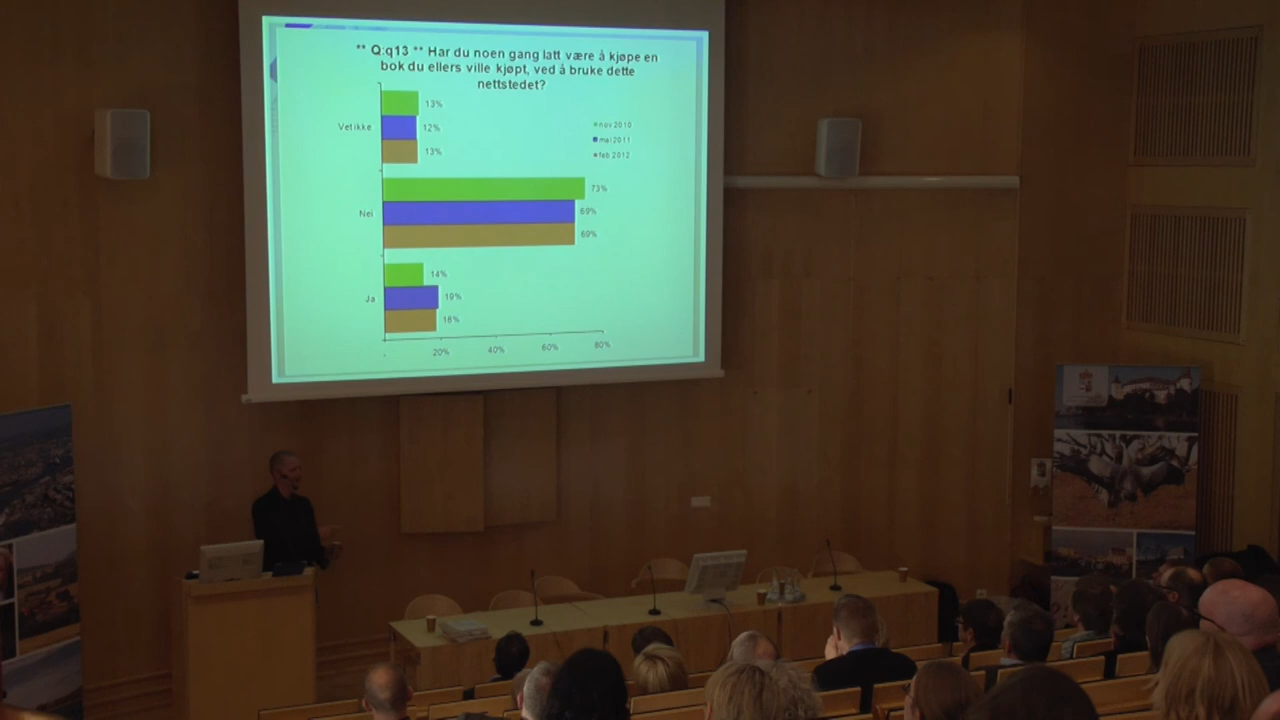 ** Q:q13 ** Har du noen gang latt være å kjøpe en
bok du ellers ville kjøpt, ved å bruke dette
nettstedet?
Vet ikke
13%
12%
13%
nov 2010
mai 2011
feb 2012
Nei
73%
69%
69%
Ja
14%
19%
18%
-
20%
40%
60%
80%